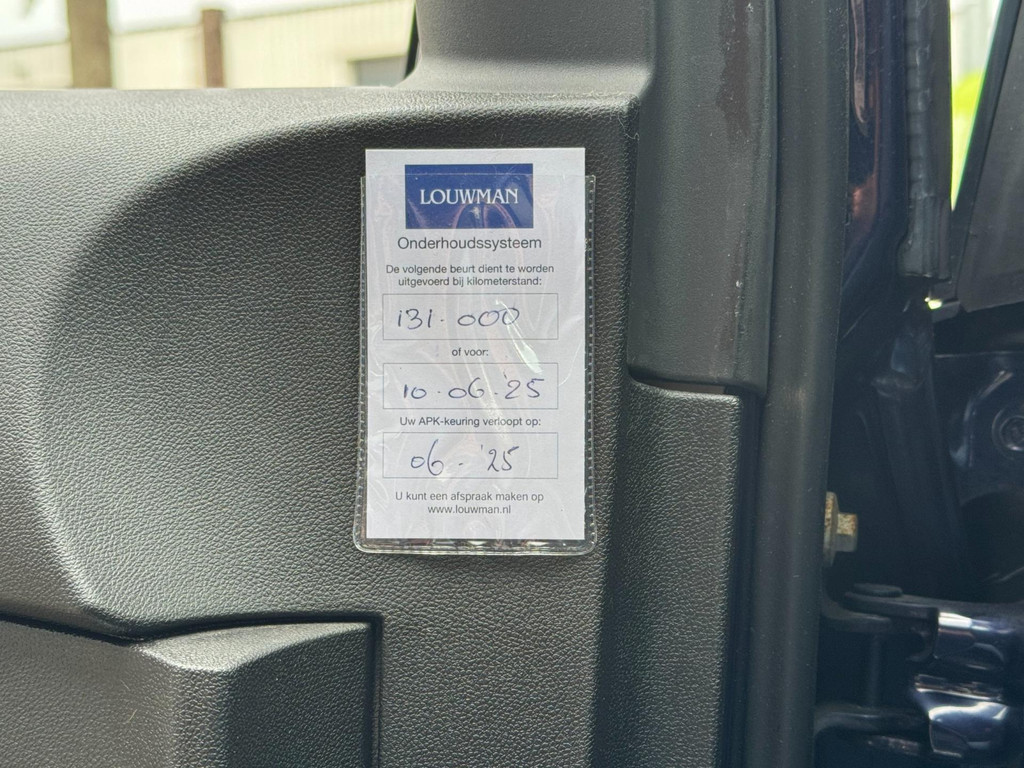 LOUWMAN
Onderhoudssysteem
De volgende beurt dient te worden
uitgevoerd bij kilometerstand:
131.000
of voor:
10.06.'25
Uw APK-keuring verloopt op:
06 - '25
U kunt een afspraak maken op
www.louwman.nl